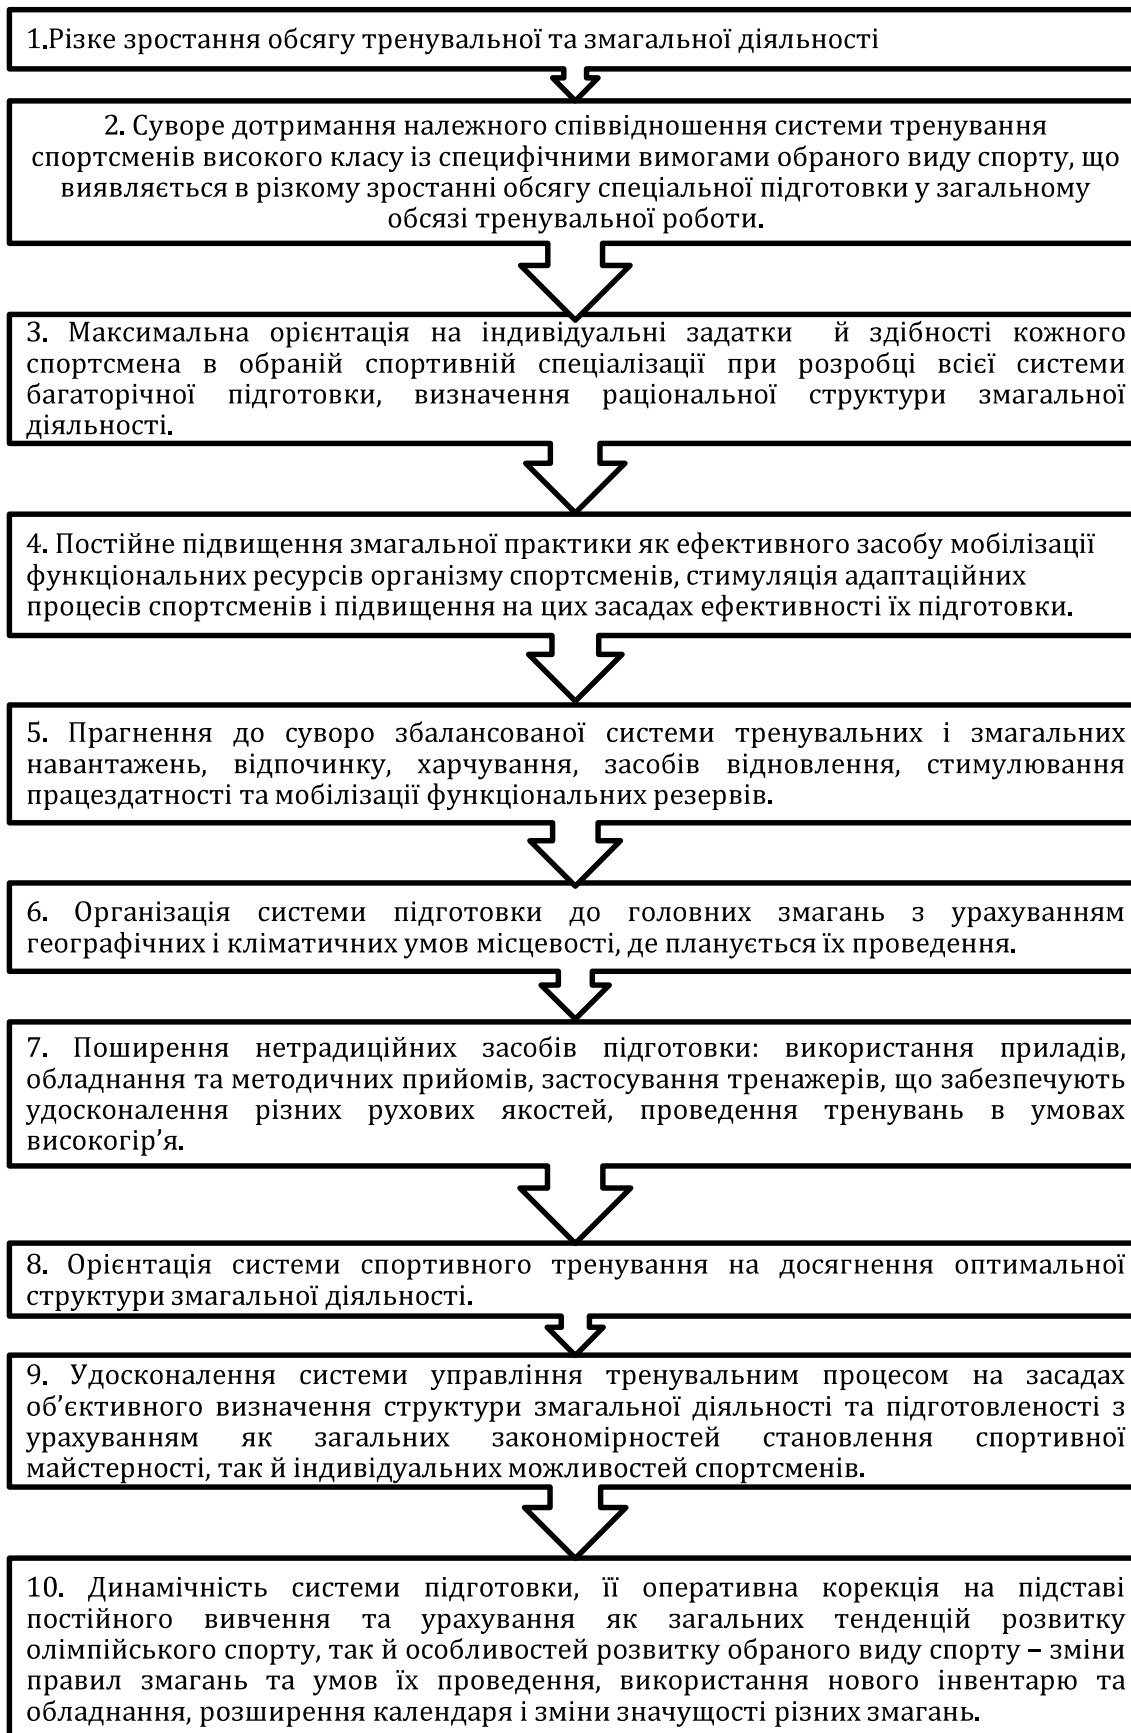 1.Різке зростання обсягу тренувальної та змагальної діяльності
2. Суворе дотримання належного співвідношення системи тренування
спортсменів високого класу із специфічними вимогами обраного виду спорту, що
виявляється в різкому зростанні обсягу спеціальної підготовки у загальному
обсязі тренувальної роботи.
3. Максимальна орієнтація на індивідуальні задатки й здібності кожного
спортсмена в обраній спортивній спеціалізації при розробці всієї системи
багаторічної підготовки, визначення раціональної структури змагальної
діяльності.
4. Постійне підвищення змагальної практики як ефективного засобу мобілізації
функціональних ресурсів організму спортсменів, стимуляція адаптаційних
процесів спортсменів і підвищення на цих засадах ефективності їх підготовки.
5. Прагнення до суворо збалансованої системи тренувальних і змагальних
навантажень, відпочинку, харчування, засобів відновлення, стимулювання
працездатності та мобілізації функціональних резервів.
6. Організація системи підготовки до головних змагань з урахуванням
географічних і кліматичних умов місцевості, де планується їх проведення.
7. Поширення нетрадиційних засобів підготовки: використання приладів,
обладнання та методичних прийомів, застосування тренажерів, що забезпечують
удосконалення різних рухових якостей, проведення тренувань в умовах
високогір’я.
8. Орієнтація системи спортивного тренування на досягнення оптимальної
структури змагальної діяльності.
9. Удосконалення системи управління тренувальним процесом на засадах
об’єктивного визначення структури змагальної діяльності та підготовленості з
урахуванням як загальних закономірностей становлення спортивної
майстерності, так й індивідуальних можливостей спортсменів.
10. Динамічність системи підготовки, її оперативна корекція на підставі
постійного вивчення та урахування як загальних тенденцій розвитку
олімпійського спорту, так й особливостей розвитку обраного виду спорту – зміни
правил змагань та умов їх проведення, використання нового інвентарю та
обладнання, розширення календаря і зміни значущості різних змагань.